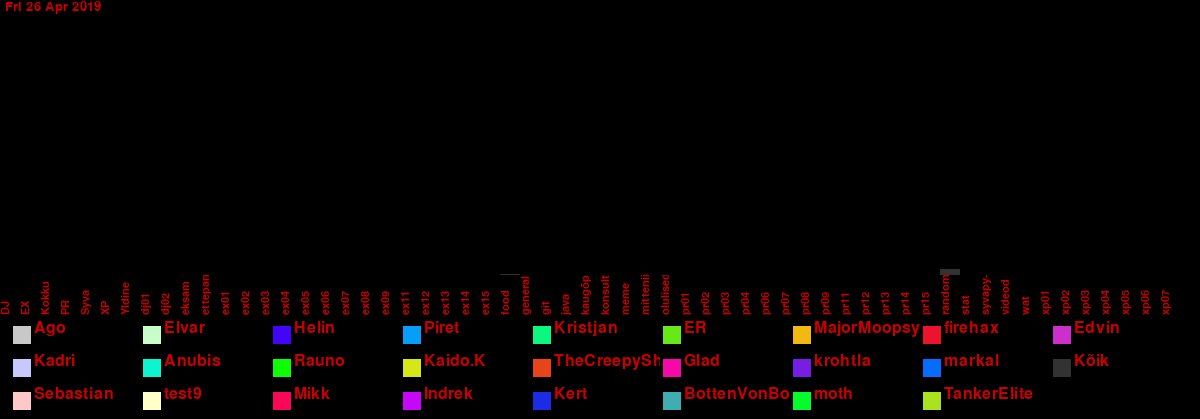 Fri 26 Apr 2019
DJ EX Kokku PR Syva XP Yldine dj01 dj02 eksam ettepan ex01 ex02 ex03 ex04 ex05 ex06 ex07 ex08 ex09 ex11 ex12 ex13 ex14 ex15 food general git java kaugõp konsult meme mittenii olulised pr01 pr02 pr03 pr04 pr06 pr07 pr08 pr09 pr11 pr12 pr13 pr14 pr15 random stat syvapy- videod wat xp01 xp02 xp03 xp04 xp05 xp06 xp07
Ago Elvar Helin Piret Kristjan ER MajorMoopsy firehax Edvin
Kadri Anubis Rauno Kaido.K TheCreepySh Glad krohtla markal Kõik
Sebastian test9 Mikk Indrek Kert BottenVonBo moth TankerElite